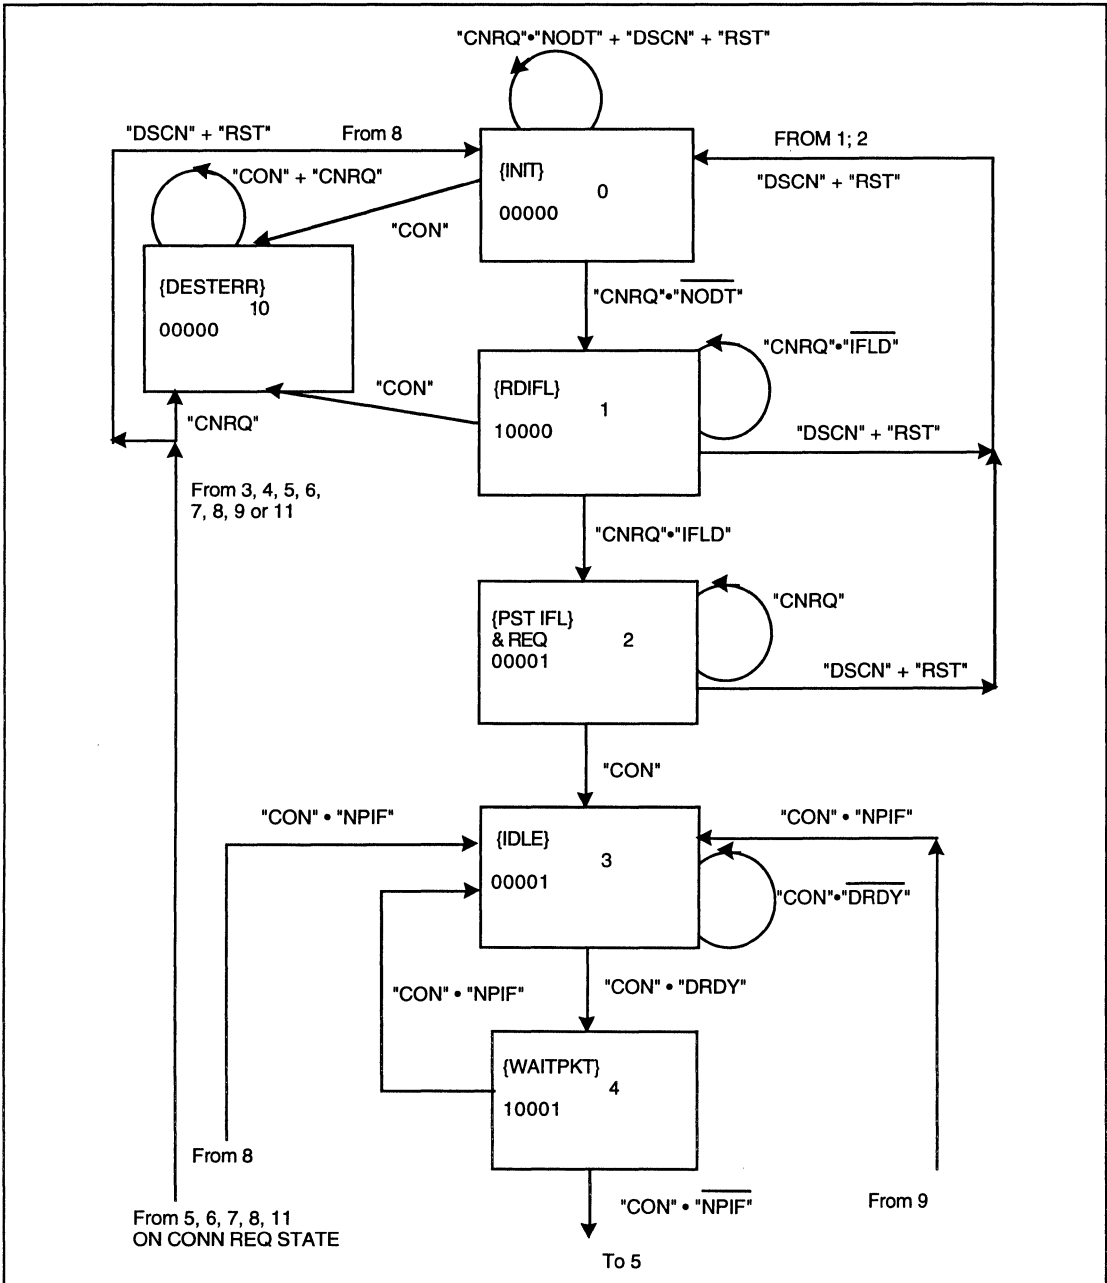 "CNRQ"•"NODT" + "DSCN" + "RST"
"DSCN" + "RST"
From 8
FROM 1; 2
"DSCN" + "RST"
"CON" + "CNRQ"
{INIT}
0
00000
"CON"
{DESTERR}
10
00000
"CNRQ"•"N̅O̅D̅T̅"
"CNRQ"•"I̅F̅L̅D̅"
"CON"
{RDIFL}
1
10000
"CNRQ"
"DSCN" + "RST"
From 3, 4, 5, 6,
7, 8, 9 or 11
"CNRQ"•"IFLD"
{PST IFL}
& REQ
2
00001
"CNRQ"
"DSCN" + "RST"
"CON"
"CON" • "NPIF"
"CON" • "NPIF"
{IDLE}
3
00001
"CON"•"D̅R̅D̅Y̅"
"CON" • "NPIF"
"CON" • "DRDY"
{WAITPKT}
4
10001
From 8
"CON" • "N̅P̅I̅F̅"
From 9
From 5, 6, 7, 8, 11
ON CONN REQ STATE
To 5